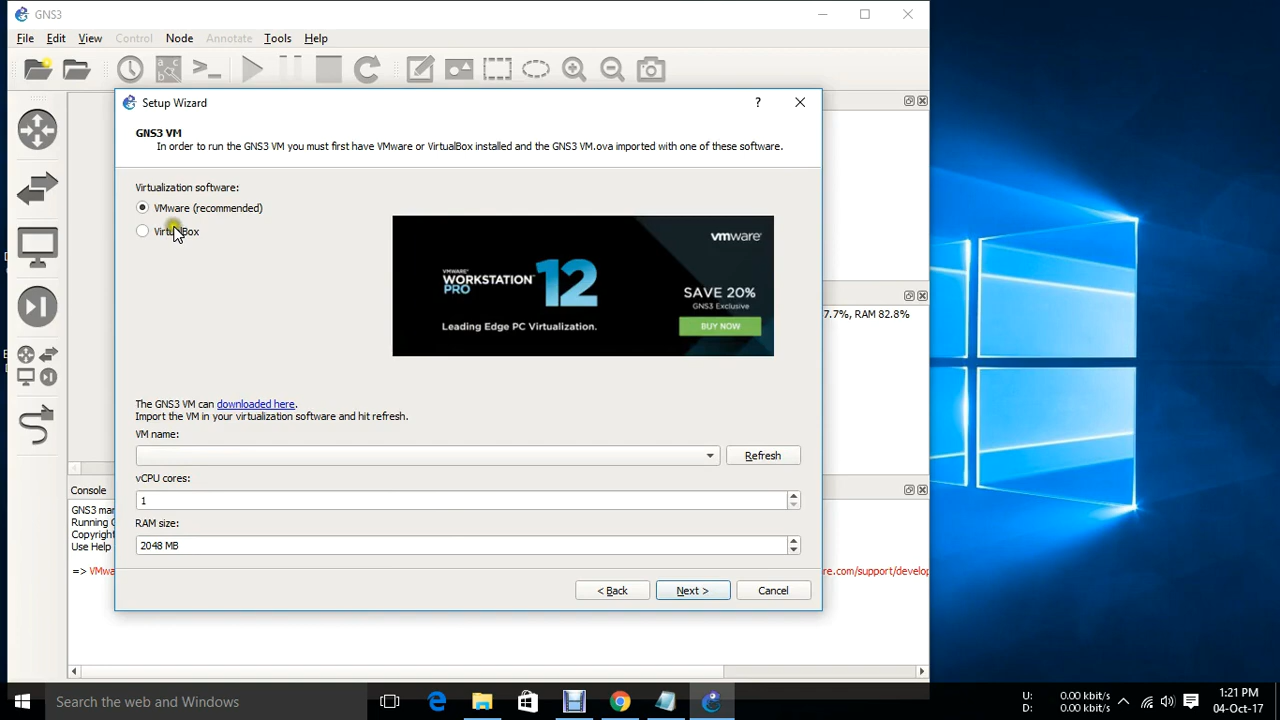 GNS3
File Edit View Control Node Annotate Tools Help
Setup Wizard
?
GNS3 VM
In order to run the GNS3 VM you must first have VMware or VirtualBox installed and the GNS3 VM.ova imported with one of these software.
Virtualization software:
VMware (recommended)
VirtualBox
vmware
VMWARE
WORKSTATION 12
PRO
SAVE 20%
GNS3 Exclusive
Leading Edge PC Virtualization.
BUY NOW
7.7%, RAM 82.8%
The GNS3 VM can downloaded here.
Import the VM in your virtualization software and hit refresh.
VM name:
Refresh
vCPU cores:
1
RAM size:
2048 MB
< Back Next > Cancel
Console
GNS3 ma
Running
Copyright
Use Help
=> VMwa
re.com/support/develop
Search the web and Windows
U: 0.00 kbit/s
D: 0.00 kbit/s
1:21 PM
04-Oct-17